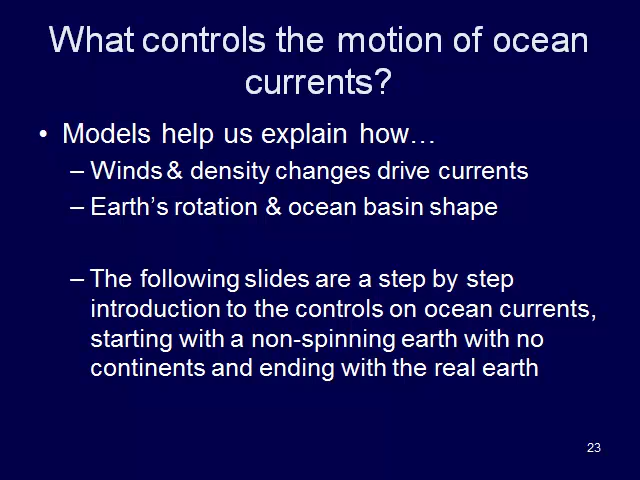 What controls the motion of ocean
currents?
• Models help us explain how…
– Winds & density changes drive currents
– Earth’s rotation & ocean basin shape
– The following slides are a step by step
introduction to the controls on ocean currents,
starting with a non-spinning earth with no
continents and ending with the real earth
23